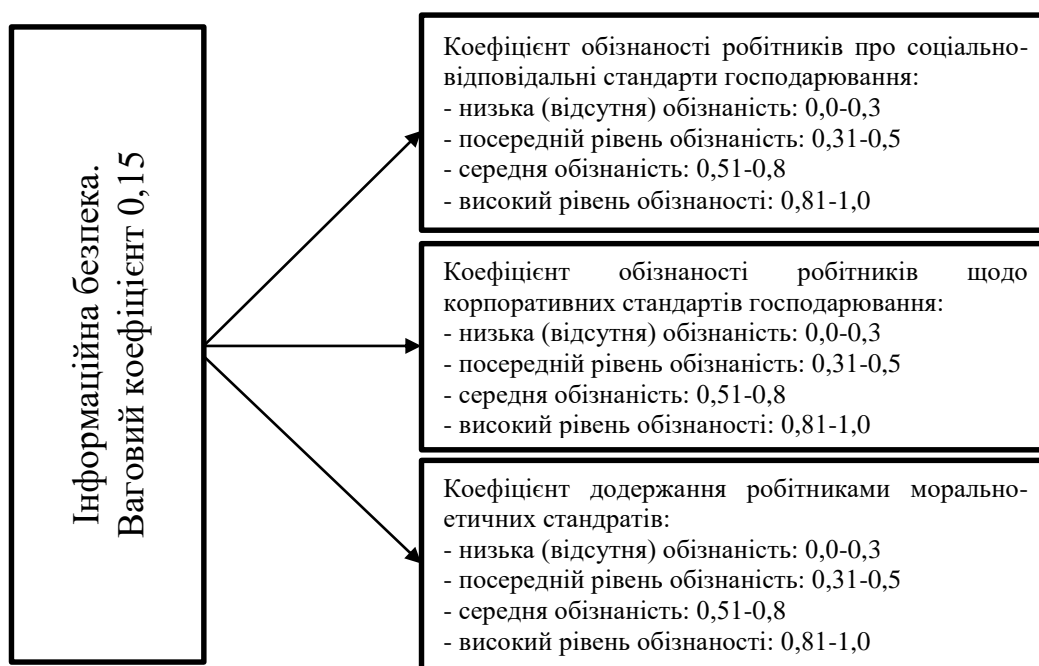 Інформаційна безпека.
Ваговий коефіцієнт 0,15
Коефіцієнт обізнаності робітників про соціально-
відповідальні стандарти господарювання:
- низька (відсутня) обізнаність: 0,0-0,3
- посередній рівень обізнаність: 0,31-0,5
- середня обізнаність: 0,51-0,8
- високий рівень обізнаності: 0,81-1,0
Коефіцієнт обізнаності робітників щодо
корпоративних стандартів господарювання:
- низька (відсутня) обізнаність: 0,0-0,3
- посередній рівень обізнаність: 0,31-0,5
- середня обізнаність: 0,51-0,8
- високий рівень обізнаності: 0,81-1,0
Коефіцієнт додержання робітниками морально-
етичних стандратів:
- низька (відсутня) обізнаність: 0,0-0,3
- посередній рівень обізнаність: 0,31-0,5
- середня обізнаність: 0,51-0,8
- високий рівень обізнаності: 0,81-1,0